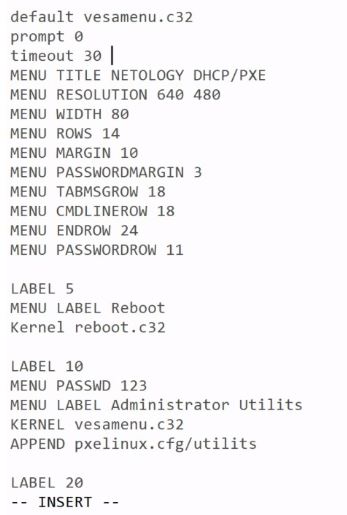 default vesamenu.c32
prompt 0
timeout 30
MENU TITLE NETOLOGY DHCP/PXE
MENU RESOLUTION 640 480
MENU WIDTH 80
MENU ROWS 14
MENU MARGIN 10
MENU PASSWORDMARGIN 3
MENU TABMSGROW 18
MENU CMDLINEROW 18
MENU ENDROW 24
MENU PASSWORDROW 11

LABEL 5
MENU LABEL Reboot
Kernel reboot.c32

LABEL 10
MENU PASSWD 123
MENU LABEL Administrator Utilits
KERNEL vesamenu.c32
APPEND pxelinux.cfg/utilits

LABEL 20
-- INSERT --